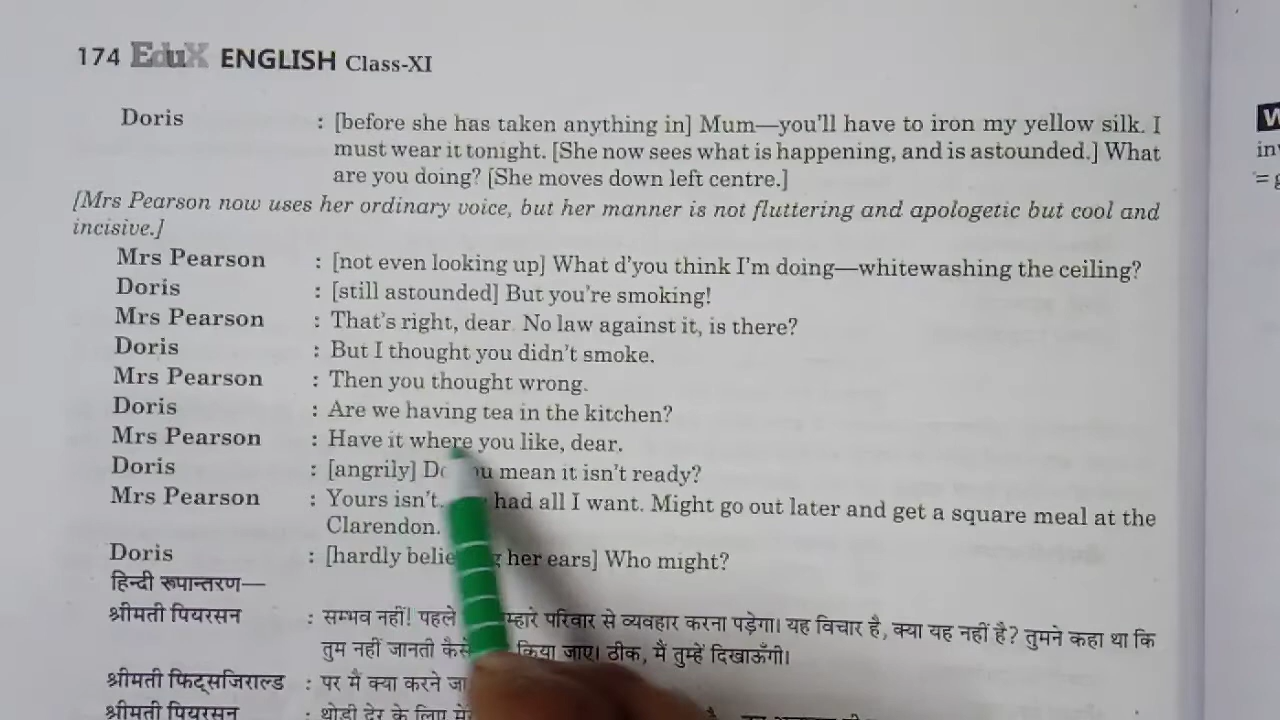 174 EduX ENGLISH Class-XI
Doris : [before she has taken anything in] Mum—you'll have to iron my yellow silk. I
must wear it tonight. [She now sees what is happening, and is astounded.] What
are you doing? [She moves down left centre.]
[Mrs Pearson now uses her ordinary voice, but her manner is not fluttering and apologetic but cool and
incisive.]
Mrs Pearson : [not even looking up] What d'you think I'm doing—whitewashing the ceiling?
Doris : [still astounded] But you're smoking!
Mrs Pearson : That's right, dear. No law against it, is there?
Doris : But I thought you didn't smoke.
Mrs Pearson : Then you thought wrong.
Doris : Are we having tea in the kitchen?
Mrs Pearson : Have it where you like, dear.
Doris : [angrily] Do you mean it isn't ready?
Mrs Pearson : Yours isn't. had all I want. Might go out later and get a square meal at the
Clarendon.
Doris : [hardly believing her ears] Who might?
हिन्दी रूपान्तरण—
श्रीमती पियरसन : सम्भव नहीं! पहले तुम्हारे परिवार से व्यवहार करना पड़ेगा। यह विचार है, क्या यह नहीं है? तुमने कहा था कि
तुम नहीं जानती कैसे किया जाए। ठीक, मैं तुम्हें दिखाऊँगी।
श्रीमती फिट्सजिराल्ड : पर मैं क्या करने
श्रीमती पियरसन : थोड़ी देर के लिए
W
in
= g